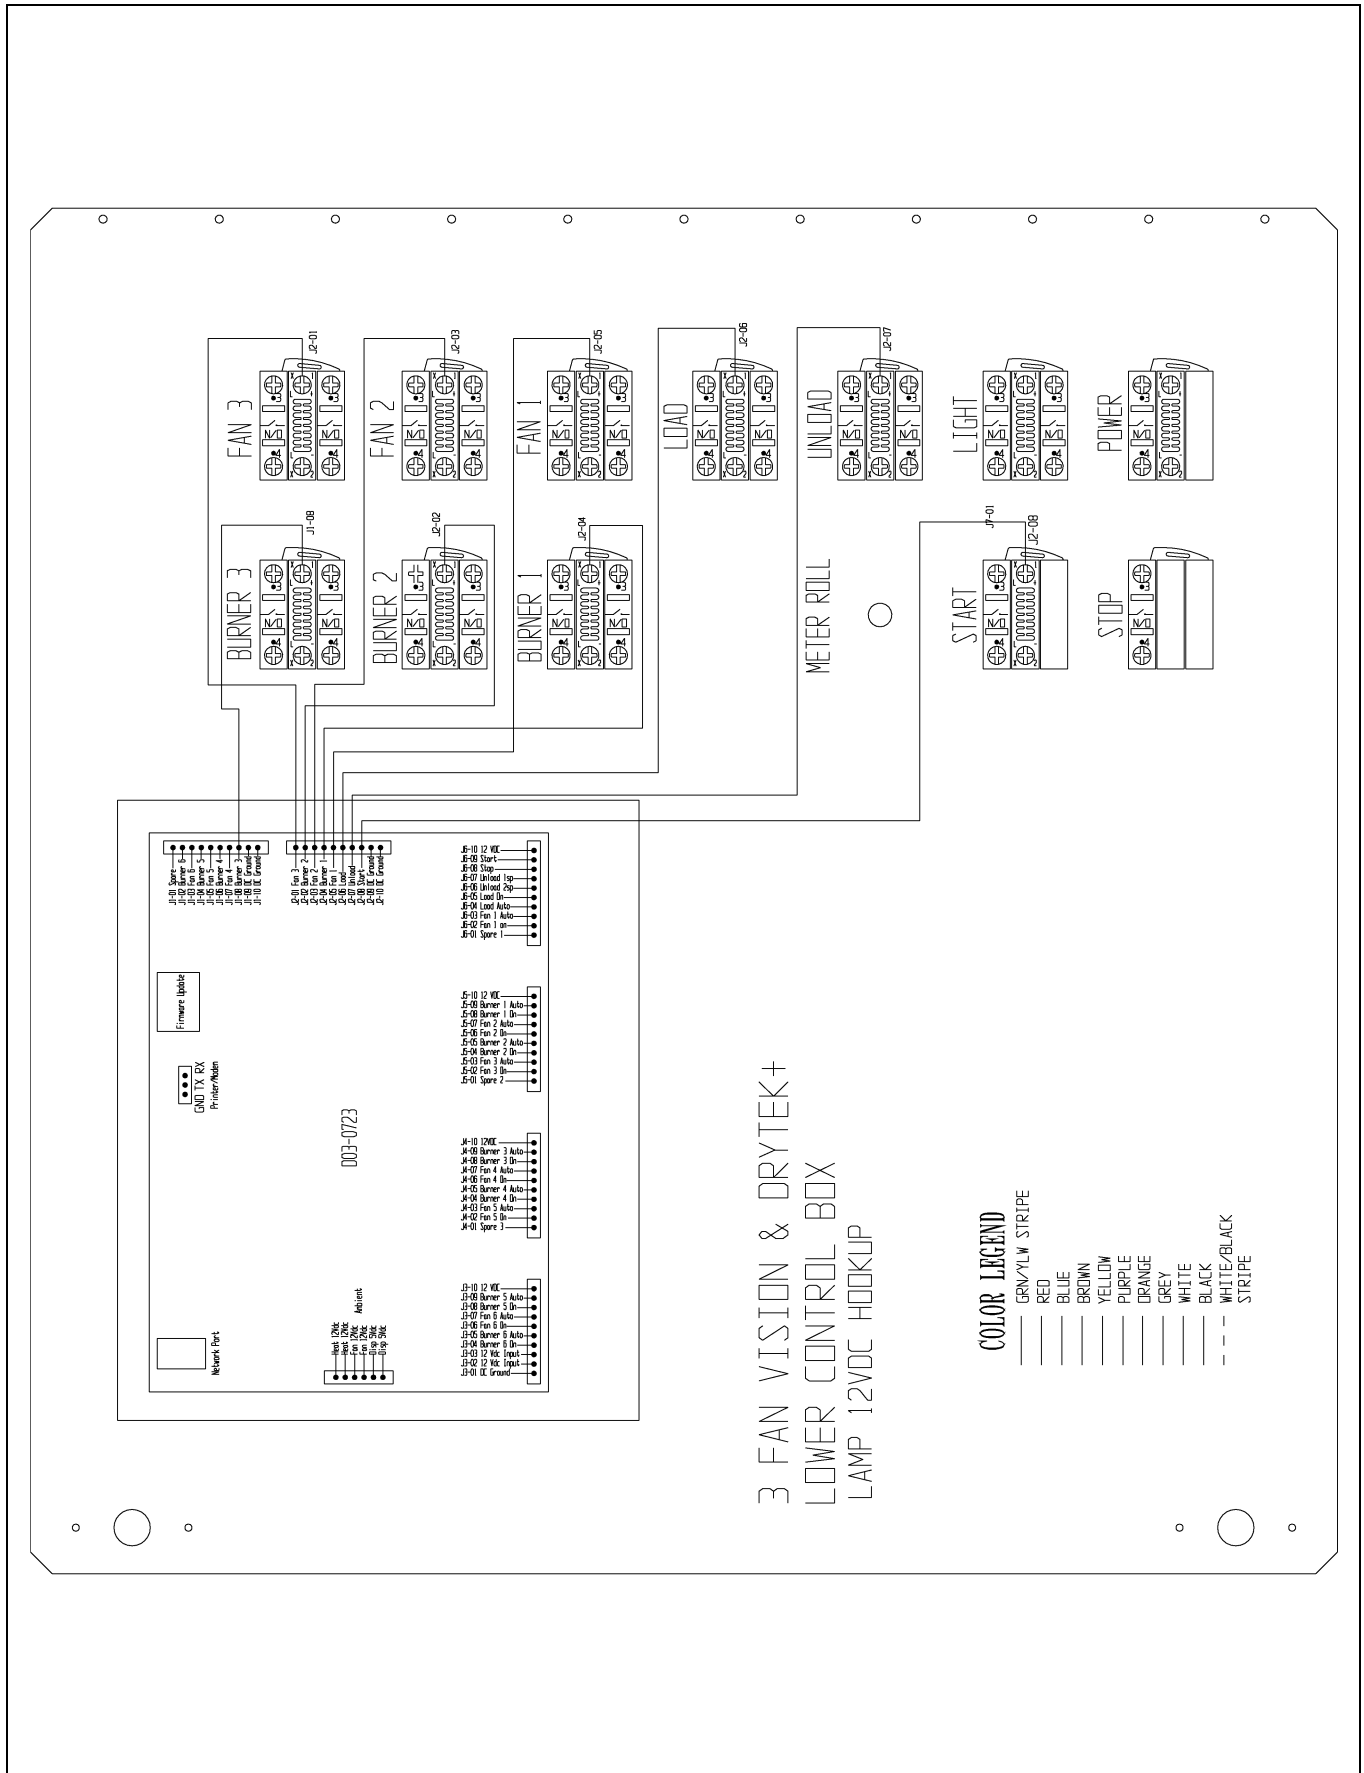 J2-01
J2-03
J2-05
J2-06
J2-07
FAN 3
FAN 2
FAN 1
LOAD
UNLOAD
LIGHT
POWER
J1-08
J2-02
J2-04
J7-01
J2-08
BURNER 3
BURNER 2
BURNER 1
METER ROLL
START
STOP
J1-01 Spare
J1-02 Burner 6
J1-03 Fan 6
J1-04 Burner 5
J1-05 Fan 5
J1-06 Burner 4
J1-07 Fan 4
J1-08 Burner 3
J1-09 DC Ground
J1-10 DC Ground
J2-01 Fan 3
J2-02 Burner 2
J2-03 Fan 2
J2-04 Burner 1
J2-05 Fan 1
J2-06 Load
J2-07 Unload
J2-08 Start
J2-09 DC Ground
J2-10 DC Ground
J6-10 12 VDC
J6-09 Start
J6-08 Stop
J6-07 Unload 1sp
J6-06 Unload 2sp
J6-05 Load On
J6-04 Load Auto
J6-03 Fan 1 Auto
J6-02 Fan 1 on
J6-01 Spare 1
Firmware Update
J5-10 12 VDC
J5-09 Burner 1 Auto
J5-08 Burner 1 On
J5-07 Fan 2 Auto
J5-06 Fan 2 On
J5-05 Burner 2 Auto
J5-04 Burner 2 On
J5-03 Fan 3 Auto
J5-02 Fan 3 On
J5-01 Spare 2
GND TX RX
Printer/Moden
D03-0723
J4-10 12VDC
J4-09 Burner 3 Auto
J4-08 Burner 3 On
J4-07 Fan 4 Auto
J4-06 Fan 4 On
J4-05 Burner 4 Auto
J4-04 Burner 4 On
J4-03 Fan 5 Auto
J4-02 Fan 5 On
J4-01 Spare 3
Network Port
Heat 12Vdc
Heat 12Vdc
Fan 12Vdc
Fan 12Vdc
Disp 5Vdc
Disp 5Vdc
Ambient
J3-10 12 VDC
J3-09 Burner 5 Auto
J3-08 Burner 5 On
J3-07 Fan 6 Auto
J3-06 Fan 6 On
J3-05 Burner 6 Auto
J3-04 Burner 6 On
J3-03 12 Vdc Input
J3-02 12 Vdc Input
J3-01 DC Ground
3 FAN VISION & DRYTEK+
LOWER CONTROL BOX
LAMP 12VDC HOOKUP
COLOR LEGEND
GRN/YLW STRIPE
RED
BLUE
BROWN
YELLOW
PURPLE
ORANGE
GREY
WHITE
BLACK
WHITE/BLACK
STRIPE